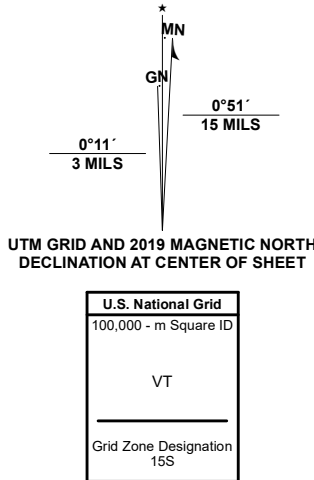 ★
MN
GN
0°51´
15 MILS
0°11´
3 MILS
UTM GRID AND 2019 MAGNETIC NORTH
DECLINATION AT CENTER OF SHEET
U.S. National Grid
100,000 - m Square ID
VT
Grid Zone Designation
15S